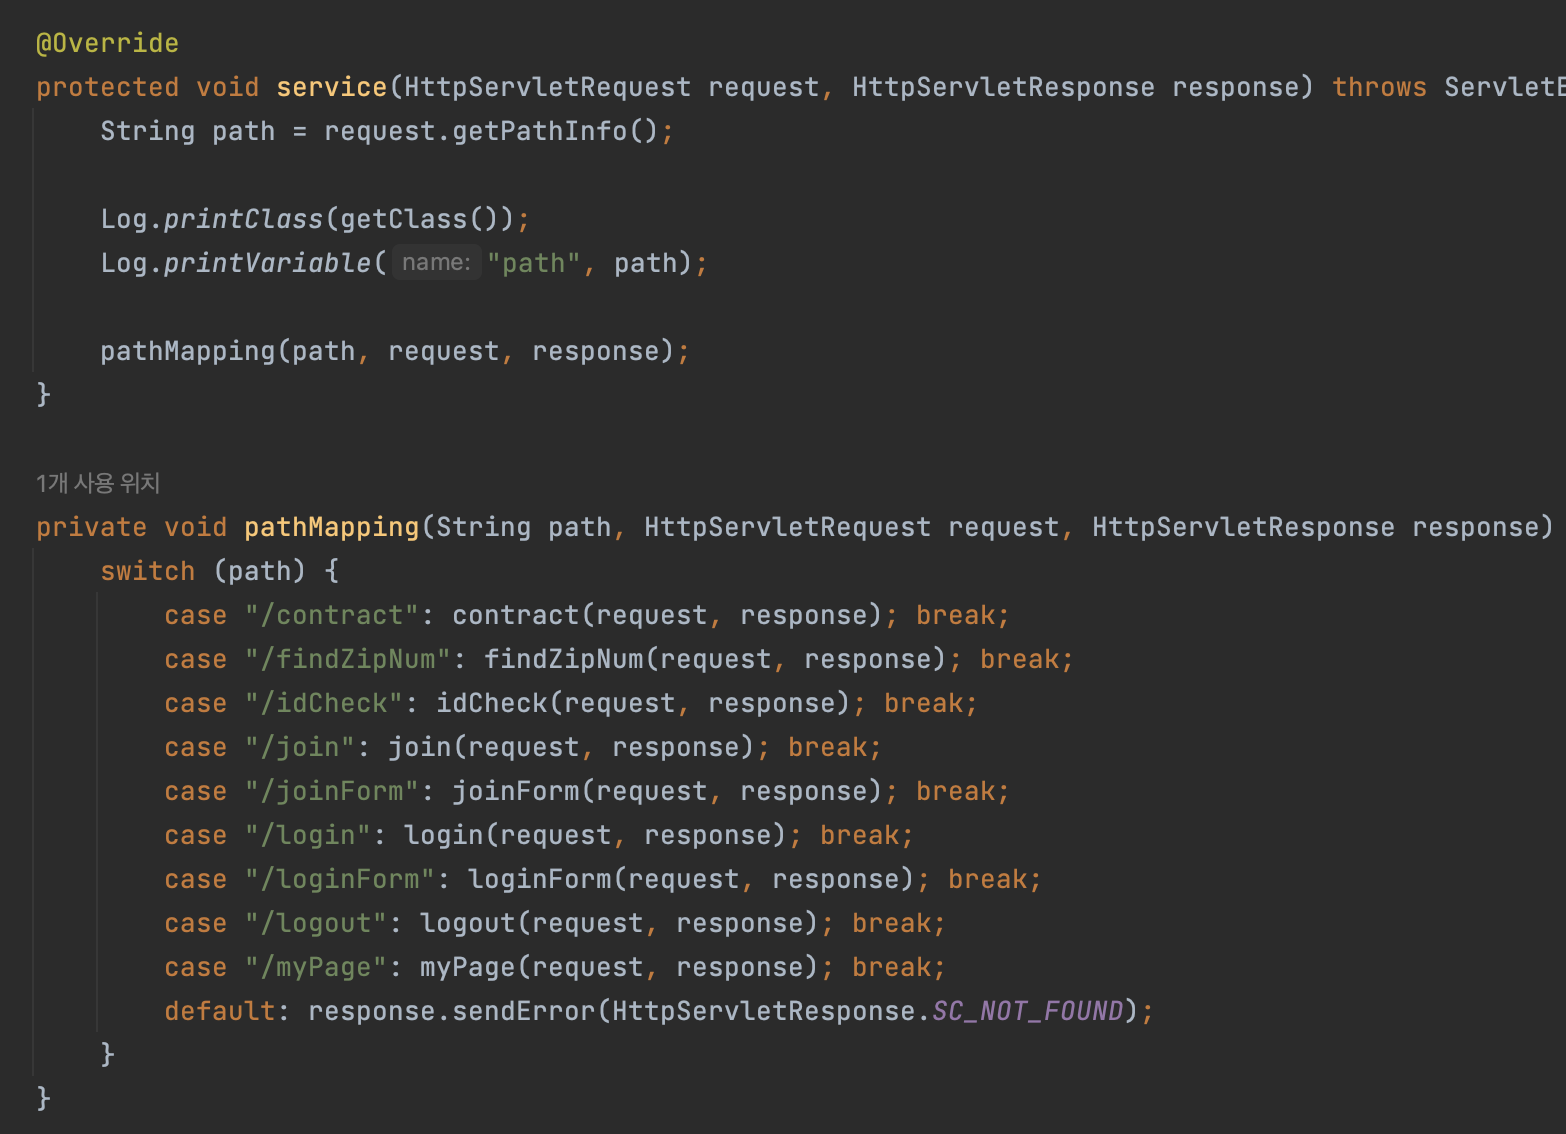 @Override
protected void service(HttpServletRequest request, HttpServletResponse response) throws ServletE
String path = request.getPathInfo();
Log.printClass(getClass());
Log.printVariable( name: "path", path);
pathMapping(path, request, response);
}
1개 사용 위치
private void pathMapping(String path, HttpServletRequest request, HttpServletResponse response)
switch (path) {
case "/contract": contract(request, response); break;
case "/findZipNum": findZipNum(request, response); break;
case "/idCheck": idCheck(request, response); break;
case "/join": join(request, response); break;
case "/joinForm": joinForm(request, response); break;
case "/login": login(request, response); break;
case "/loginForm": loginForm(request, response); break;
case "/logout": logout(request, response); break;
case "/myPage": myPage(request, response); break;
default: response.sendError(HttpServletResponse.SC_NOT_FOUND);
}
}